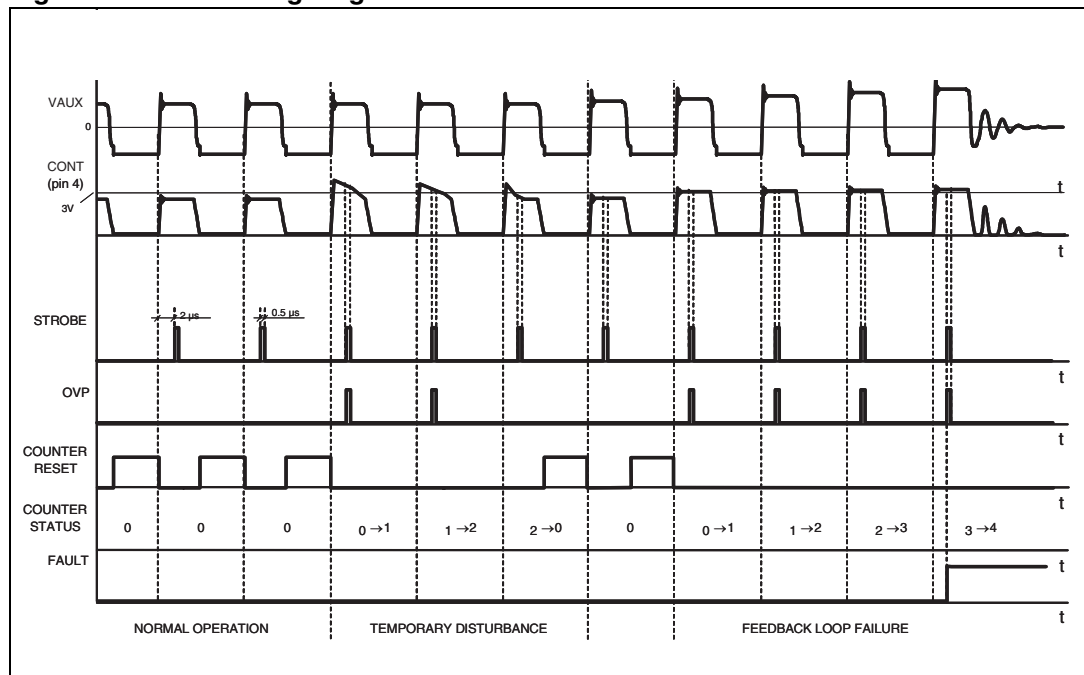 VAUX
0
t
CONT
(pin 4)
3V
t
STROBE
2 µs
0.5 µs
t
OVP
t
COUNTER
RESET
t
COUNTER
STATUS
0 0 0 0→1 1→2 2→0 0 0→1 1→2 2→3 3→4
FAULT
t
t
NORMAL OPERATION TEMPORARY DISTURBANCE FEEDBACK LOOP FAILURE